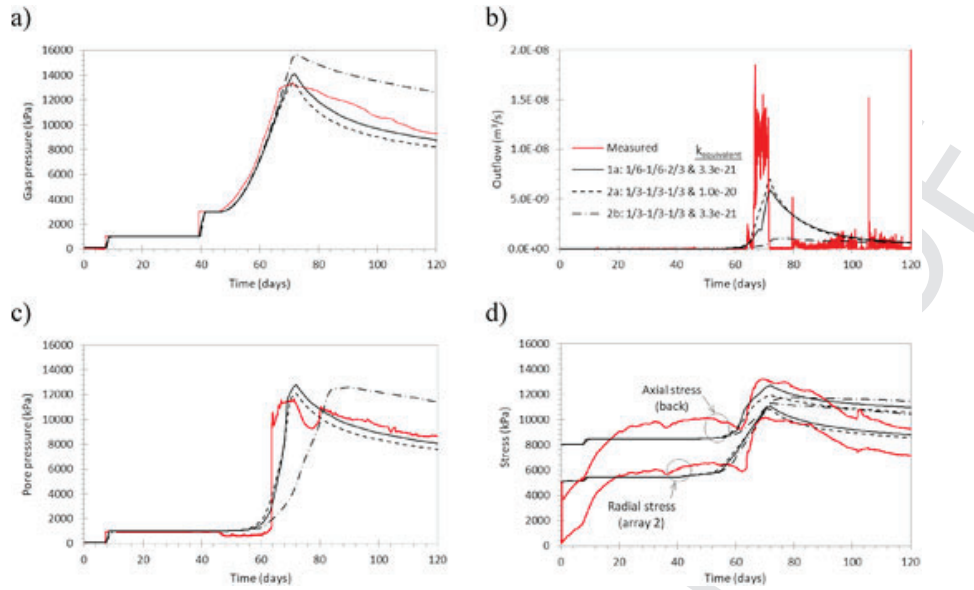 a)
16000
14000
12000
10000
8000
6000
4000
2000
0
Gas pressure (kPa)
0 20 40 60 80 100 120
Time (days)
b)
2.0E-08
1.5E-08
1.0E-08
5.0E-09
0.0E+00
Outflow (m³/s)
Measured
kequivalent
1a: 1/6-1/6-2/3 & 3.3e-21
2a: 1/3-1/3-1/3 & 1.0e-20
2b: 1/3-1/3-1/3 & 3.3e-21
0 20 40 60 80 100 120
Time (days)
c)
16000
14000
12000
10000
8000
6000
4000
2000
0
Pore pressure (kPa)
0 20 40 60 80 100 120
Time (days)
d)
16000
14000
12000
10000
8000
6000
4000
2000
0
Stress (kPa)
Axial stress
(back)
Radial stress
(array 2)
0 20 40 60 80 100 120
Time (days)